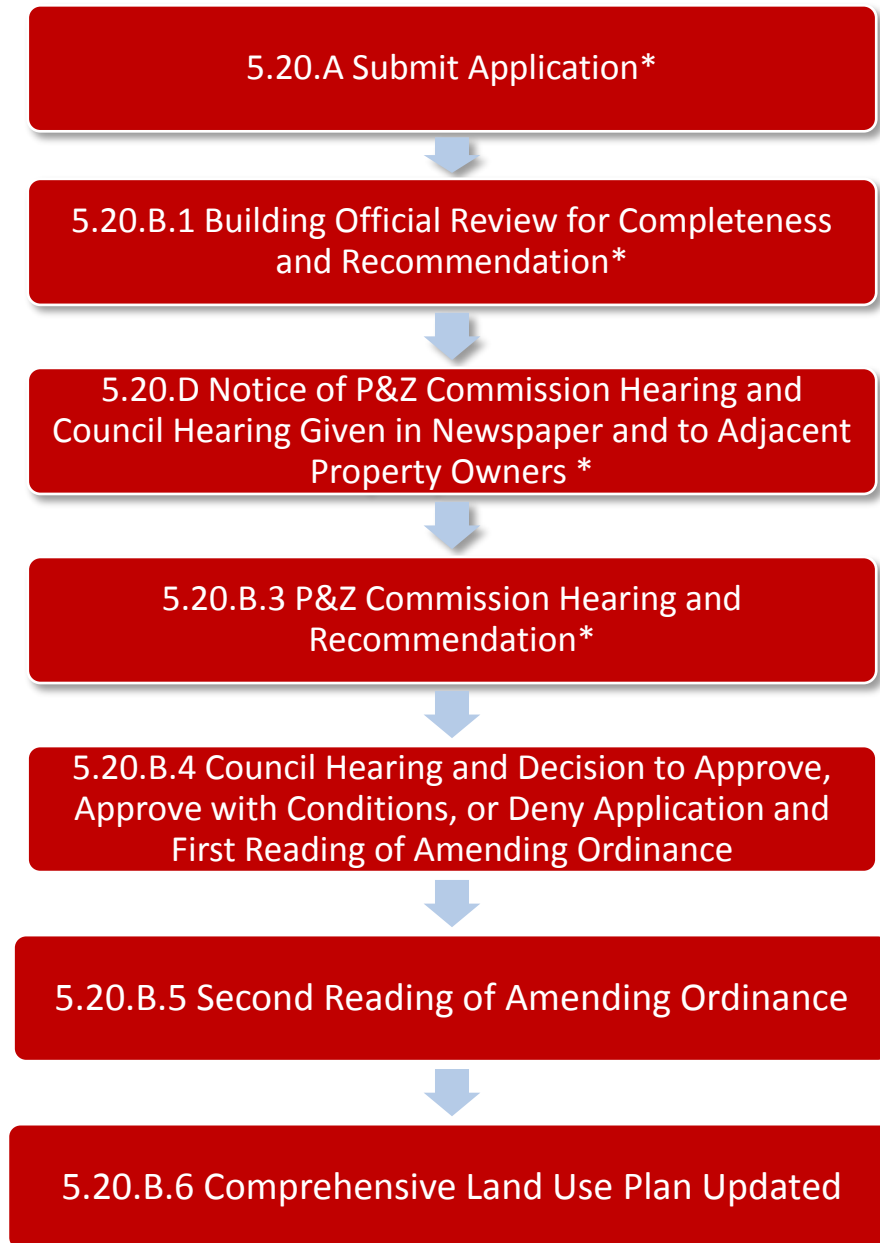 5.20.A Submit Application*
5.20.B.1 Building Official Review for Completeness
and Recommendation*
5.20.D Notice of P&Z Commission Hearing and
Council Hearing Given in Newspaper and to Adjacent
Property Owners *
5.20.B.3 P&Z Commission Hearing and
Recommendation*
5.20.B.4 Council Hearing and Decision to Approve,
Approve with Conditions, or Deny Application and
First Reading of Amending Ordinance
5.20.B.5 Second Reading of Amending Ordinance
5.20.B.6 Comprehensive Land Use Plan Updated